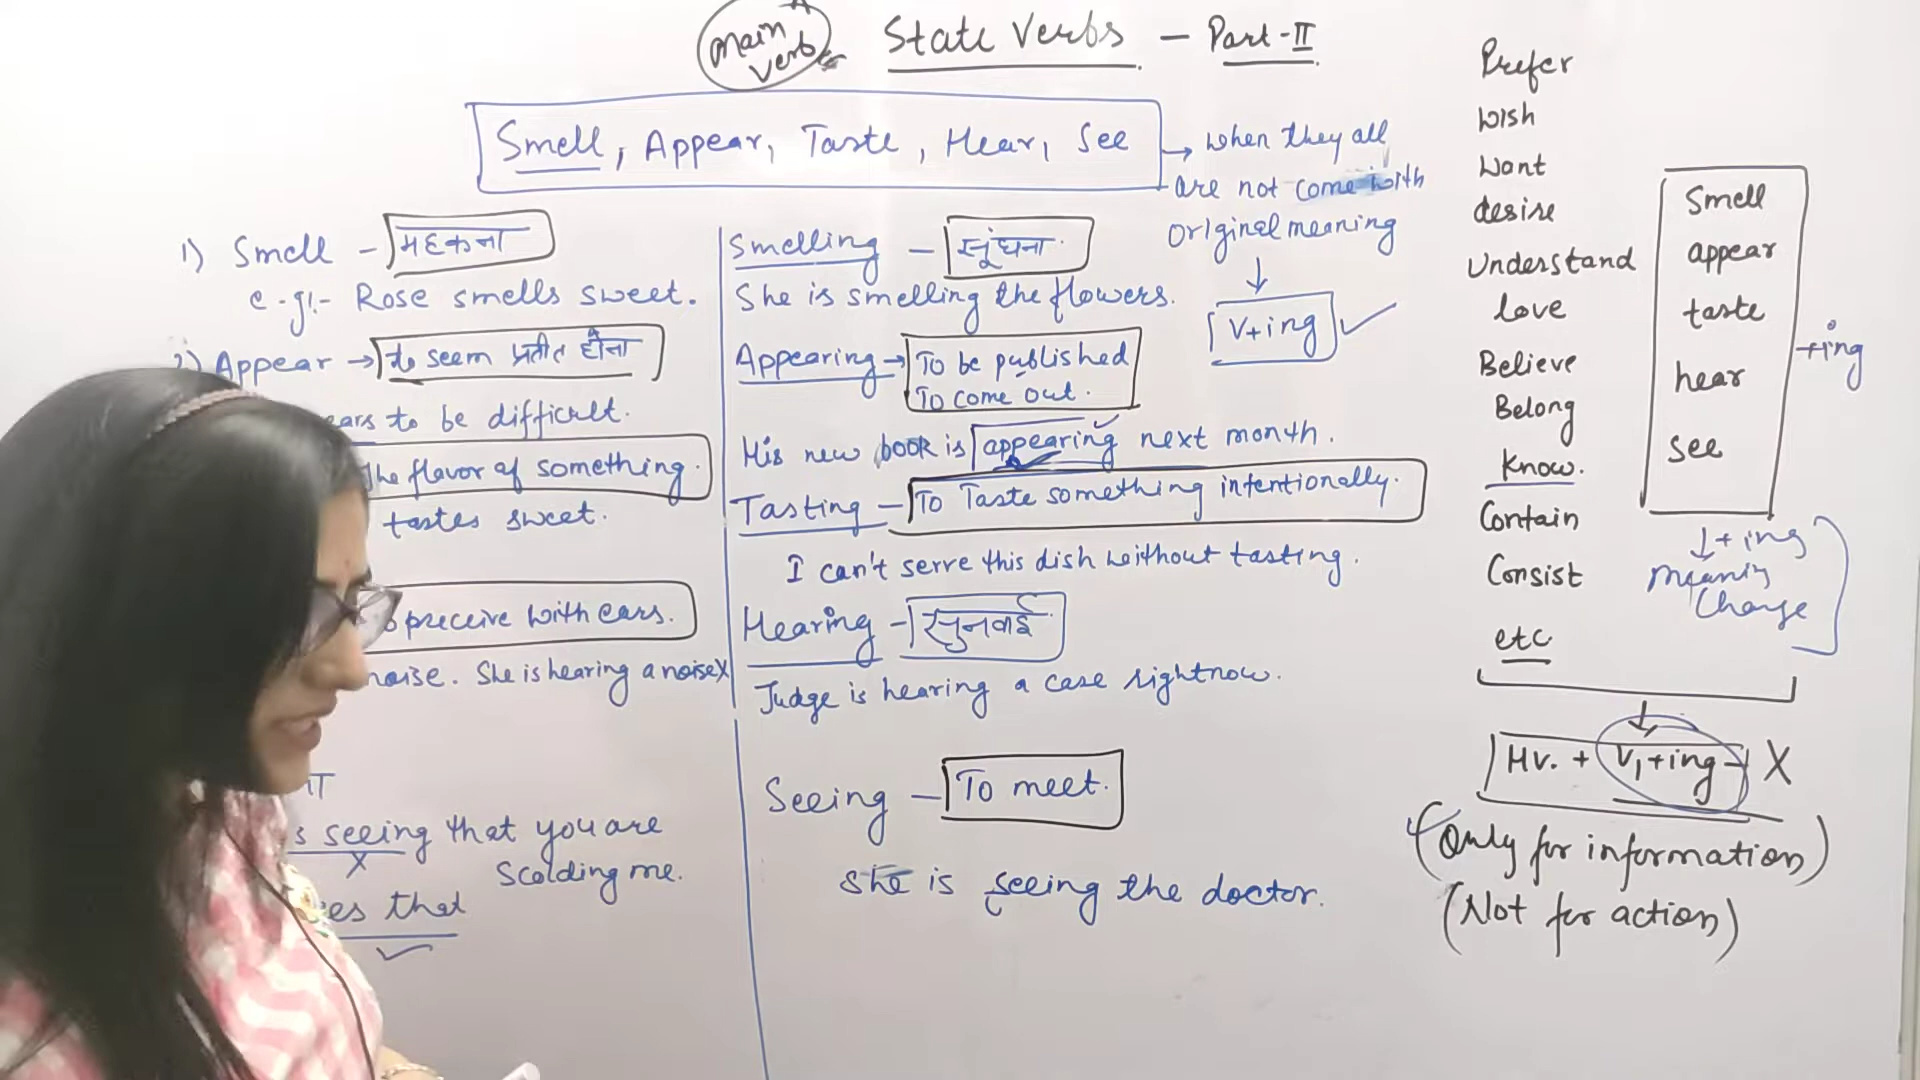 Main Verb
State Verbs - Part-II
Smell, Appear, Taste, Hear, See
→ when they all
are not come with
original meaning
↓
V+ing ✓
1) Smell - महकना
e.g:- Rose smells sweet.
2) Appear → to seem प्रतीत होना
ears to be difficult.
the flavor of something.
tastes sweet.
preceive with ears.
noise. She is hearing a noise X
s seeing that you are
X
scolding me.
es that
✓
Smelling - सूंघना
She is smelling the flowers.
Appearing → To be published
To come out.
His new book is appearing next month.
Tasting - To Taste something intentionally.
I can't serve this dish without tasting.
Hearing - सुनवाई
Judge is hearing a case rightnow.
Seeing - To meet.
she is seeing the doctor.
Prefer
Wish
Want
desire
Understand
love
Believe
Belong
Know.
Contain
Consist
etc
Smell
appear
taste
hear
see
+ing
↓+ing
meaning
Change
↓
Hv. + V₁+ing - X
(Only for information)
(Not for action)